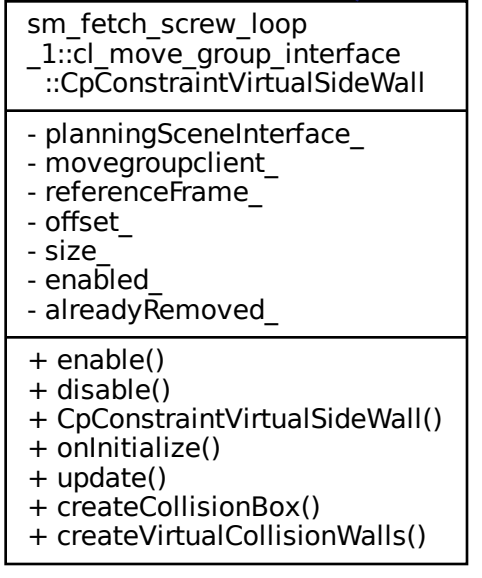 sm_fetch_screw_loop
_1::cl_move_group_interface
::CpConstraintVirtualSideWall
- planningSceneInterface_
- movegroupclient_
- referenceFrame_
- offset_
- size_
- enabled_
- alreadyRemoved_
+ enable()
+ disable()
+ CpConstraintVirtualSideWall()
+ onInitialize()
+ update()
+ createCollisionBox()
+ createVirtualCollisionWalls()